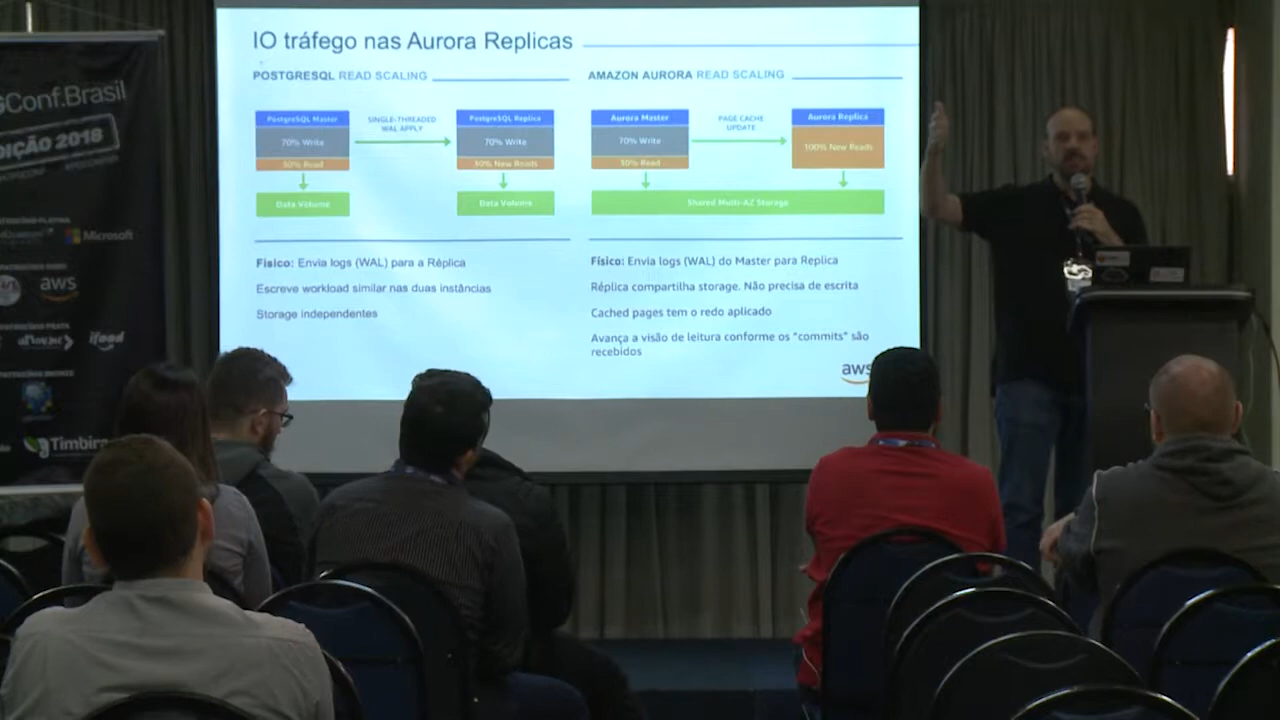 IO tráfego nas Aurora Replicas
POSTGRESQL READ SCALING
PostgreSQL Master
70% Write
30% Read
Data Volume
SINGLE-THREADED
WAL APPLY
PostgreSQL Replica
70% Write
30% New Reads
Data Volume
Físico: Envia logs (WAL) para a Réplica
Escreve workload similar nas duas instâncias
Storage independentes
AMAZON AURORA READ SCALING
Aurora Master
70% Write
30% Read
PAGE CACHE
UPDATE
Aurora Replica
100% New Reads
Shared Multi-AZ Storage
Físico: Envia logs (WAL) do Master para Replica
Réplica compartilha storage. Não precisa de escrita
Cached pages tem o redo aplicado
Avança a visão de leitura conforme os "commits" são
recebidos
aws
GConf.Brasil
DIÇÃO 2018
Microsoft
aws
ifood
Timbira